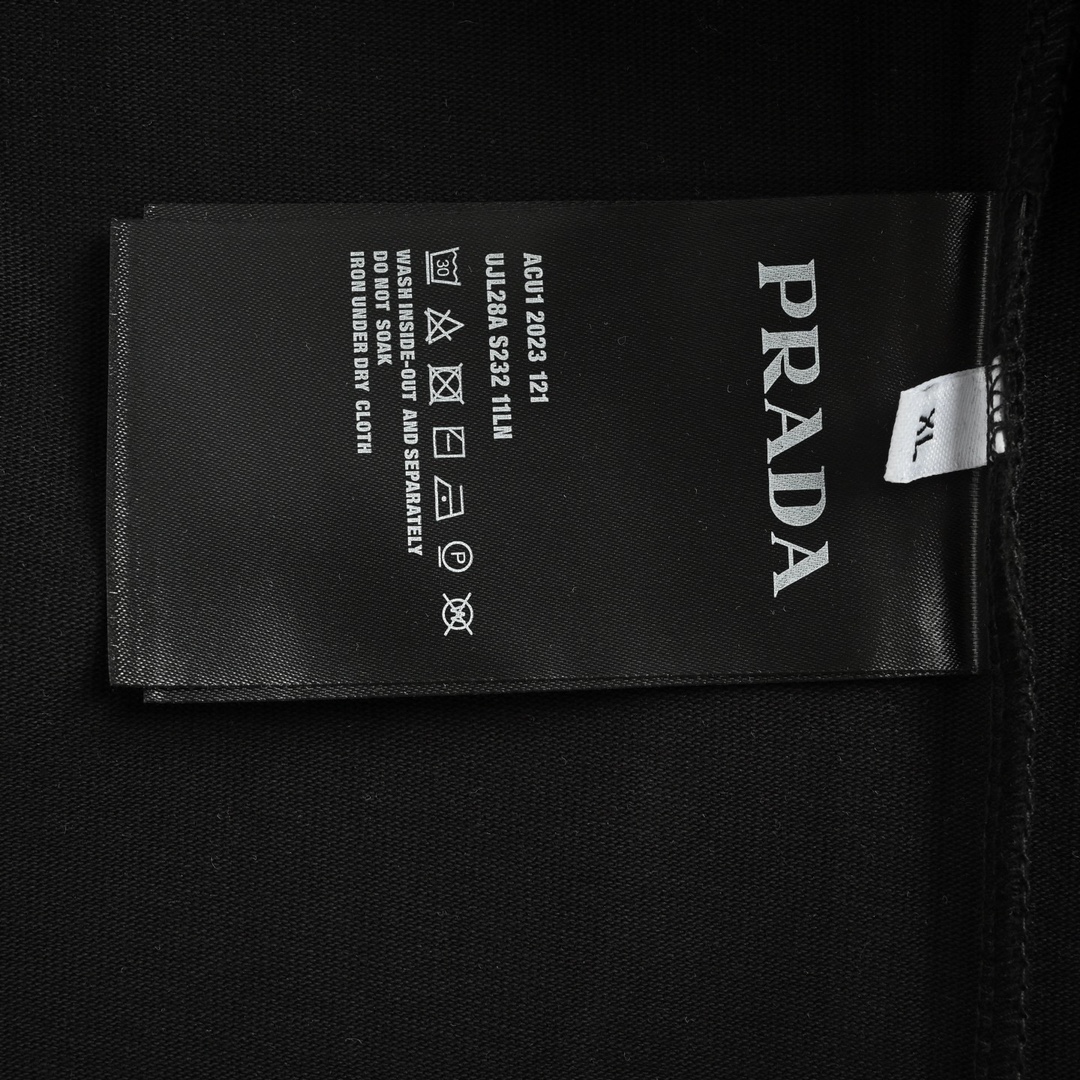 PRADA
XL
ACU1 2023 121
UJL28A S232 11LN
30
P
W
WASH INSIDE-OUT AND SEPARATELY
DO NOT SOAK
IRON UNDER DRY CLOTH